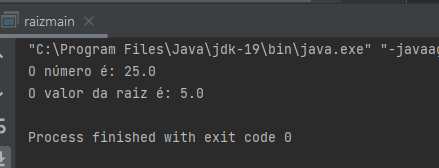 raizmain
"C:\Program Files\Java\jdk-19\bin\java.exe" "-javaag
O número é: 25.0
O valor da raiz é: 5.0
Process finished with exit code 0